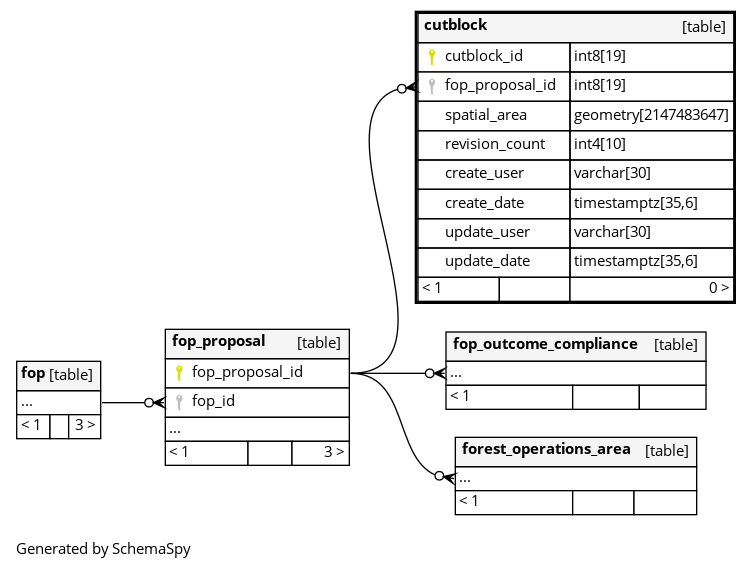 cutblock [table]
cutblock_id int8[19]
fop_proposal_id int8[19]
spatial_area geometry[2147483647]
revision_count int4[10]
create_user varchar[30]
create_date timestamptz[35,6]
update_user varchar[30]
update_date timestamptz[35,6]
< 1 0 >
fop_proposal [table]
fop_proposal_id
fop_id
...
< 1 3 >
fop [table]
...
< 1 3 >
fop_outcome_compliance [table]
...
< 1
forest_operations_area [table]
...
< 1
Generated by SchemaSpy